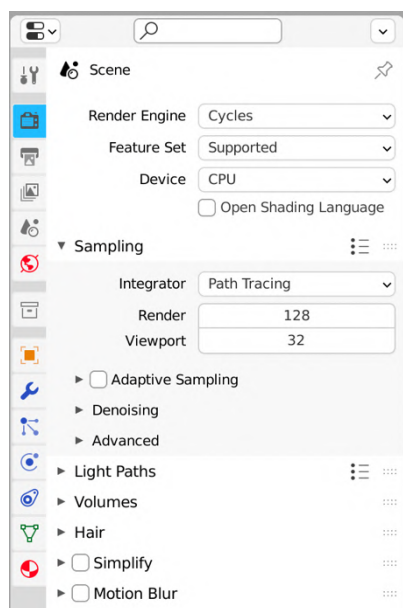 Scene
Render Engine Cycles
Feature Set Supported
Device CPU
Open Shading Language
Sampling
Integrator Path Tracing
Render 128
Viewport 32
Adaptive Sampling
Denoising
Advanced
Light Paths
Volumes
Hair
Simplify
Motion Blur